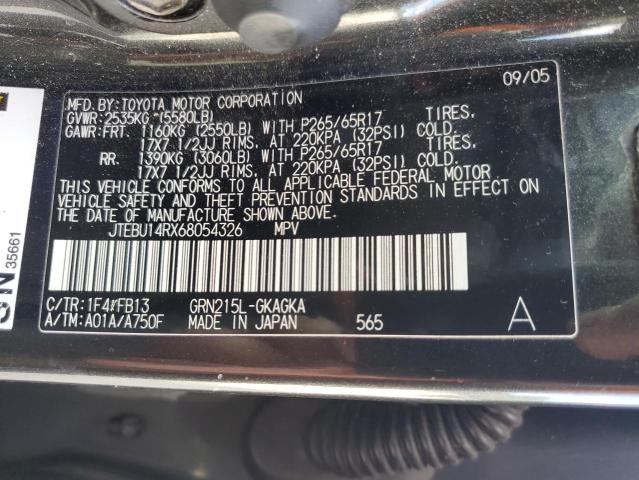 MFD. BY: TOYOTA MOTOR CORPORATION 09/05
GVWR: 2535KG (5580LB)
GAWR: FRT. 1160KG (2550LB) WITH P265/65R17 TIRES,
17X7 1/2JJ RIMS, AT 220KPA (32PSI) COLD.
RR. 1390KG (3060LB) WITH P265/65R17 TIRES,
17X7 1/2JJ RIMS, AT 220KPA (32PSI) COLD.
THIS VEHICLE CONFORMS TO ALL APPLICABLE FEDERAL MOTOR
VEHICLE SAFETY AND THEFT PREVENTION STANDARDS IN EFFECT ON
THE DATE OF MANUFACTURE SHOWN ABOVE.
JTEBU14RX68054326 MPV
C/TR: FB13 GRN215L-GKAGKA
A/TM: A01A/A750F MADE IN JAPAN 565 A
SN
35661